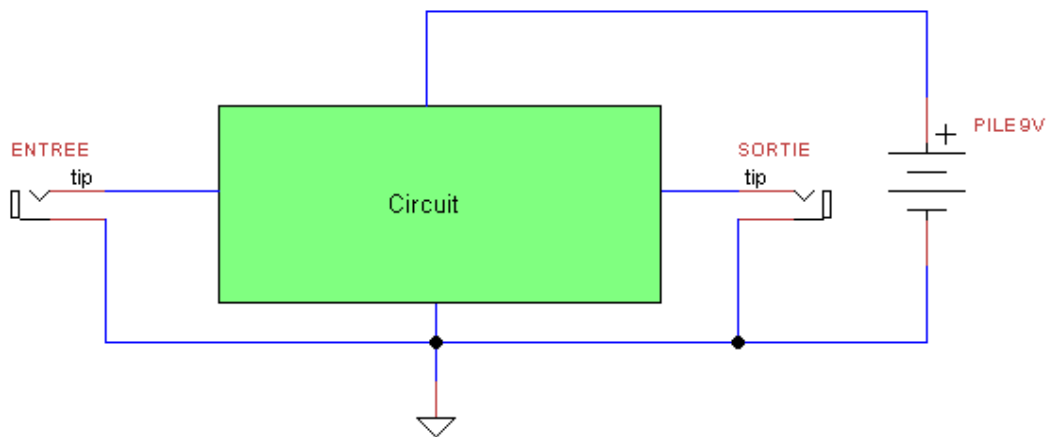 PILE 9V
+
ENTREE
tip
SORTIE
tip
Circuit